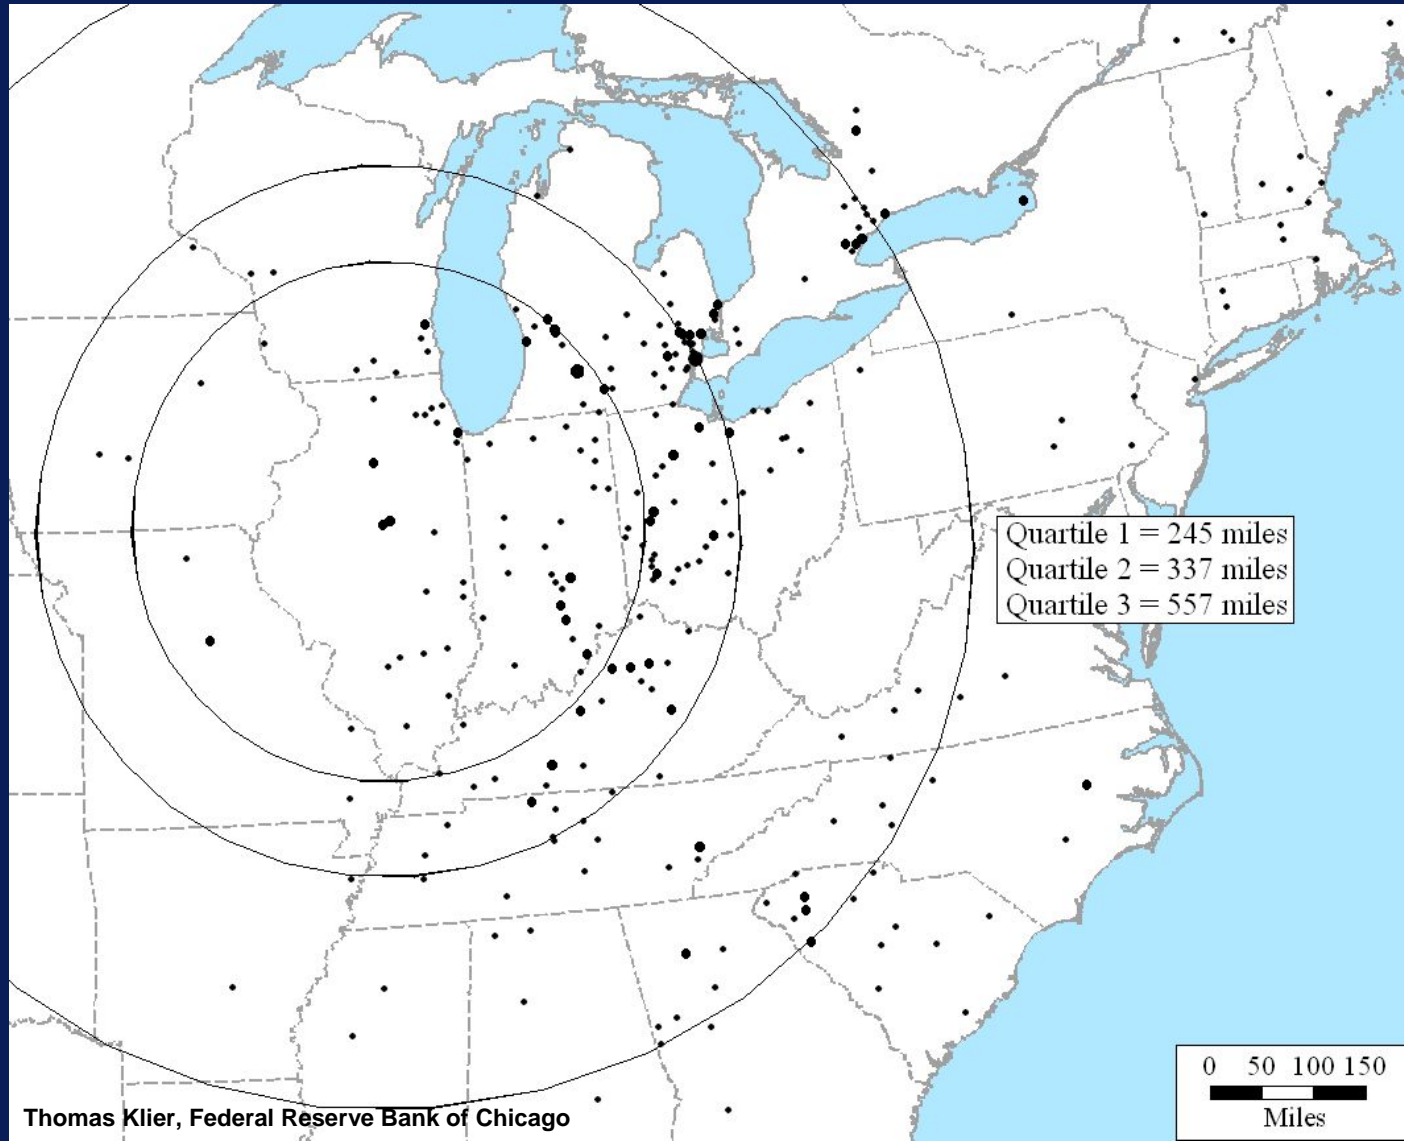 Quartile 1 = 245 miles
Quartile 2 = 337 miles
Quartile 3 = 557 miles
0 50 100 150
Miles
Thomas Klier, Federal Reserve Bank of Chicago